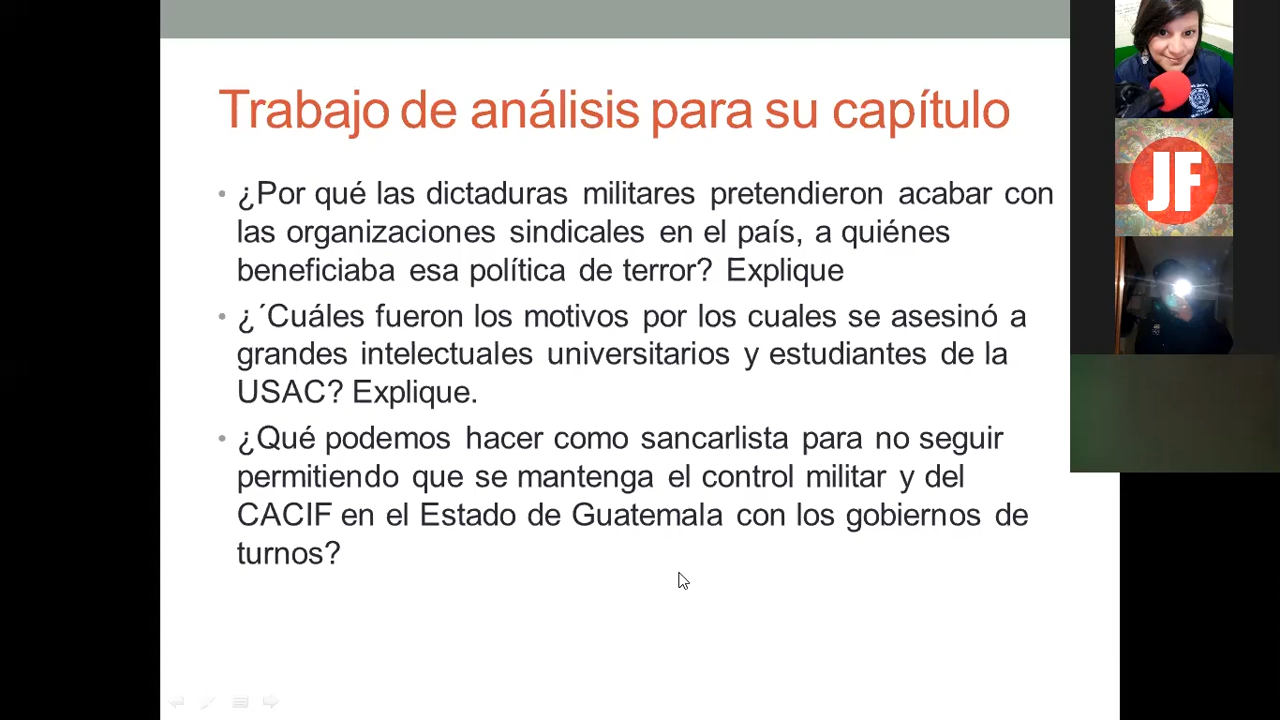 Trabajo de análisis para su capítulo
• ¿Por qué las dictaduras militares pretendieron acabar con
las organizaciones sindicales en el país, a quiénes
beneficiaba esa política de terror? Explique
• ¿´Cuáles fueron los motivos por los cuales se asesinó a
grandes intelectuales universitarios y estudiantes de la
USAC? Explique.
• ¿Qué podemos hacer como sancarlista para no seguir
permitiendo que se mantenga el control militar y del
CACIF en el Estado de Guatemala con los gobiernos de
turnos?
JF